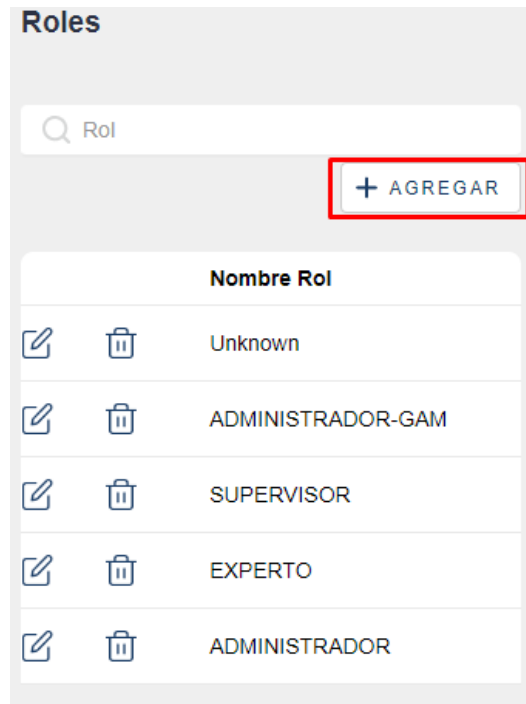 Roles
Rol
AGREGAR
Nombre Rol
Unknown
ADMINISTRADOR-GAM
SUPERVISOR
EXPERTO
ADMINISTRADOR